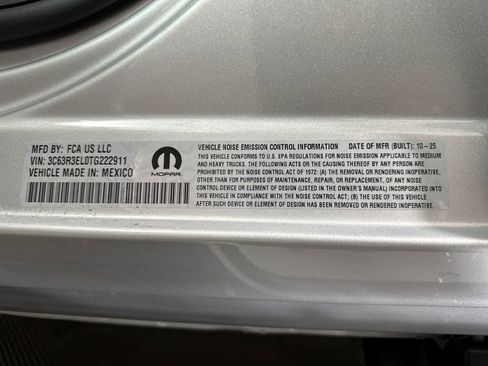 MFD BY: FCA US LLC
VIN: 3C63R3EL0TG222911
VEHICLE MADE IN: MEXICO
MOPAR
VEHICLE NOISE EMISSION CONTROL INFORMATION DATE OF MFR (BUILT): 10-25
THIS VEHICLE CONFORMS TO U.S. EPA REGULATIONS FOR NOISE EMISSION APPLICABLE TO MEDIUM
AND HEAVY TRUCKS. THE FOLLOWING ACTS OR THE CAUSING THEREOF BY ANY PERSON ARE
PROHIBITED BY THE NOISE CONTROL ACT OF 1972: (A) THE REMOVAL OR RENDERING INOPERATIVE,
OTHER THAN FOR PURPOSES OF MAINTENANCE, REPAIR, OR REPLACEMENT, OF ANY NOISE
CONTROL DEVICE OR ELEMENT OF DESIGN (LISTED IN THE OWNER'S MANUAL) INCORPORATED INTO
THIS VEHICLE IN COMPLIANCE WITH THE NOISE CONTROL ACT; (B) THE USE OF THIS VEHICLE
AFTER SUCH DEVICE OR ELEMENT OF DESIGN HAS BEEN REMOVED OR RENDERED INOPERATIVE.